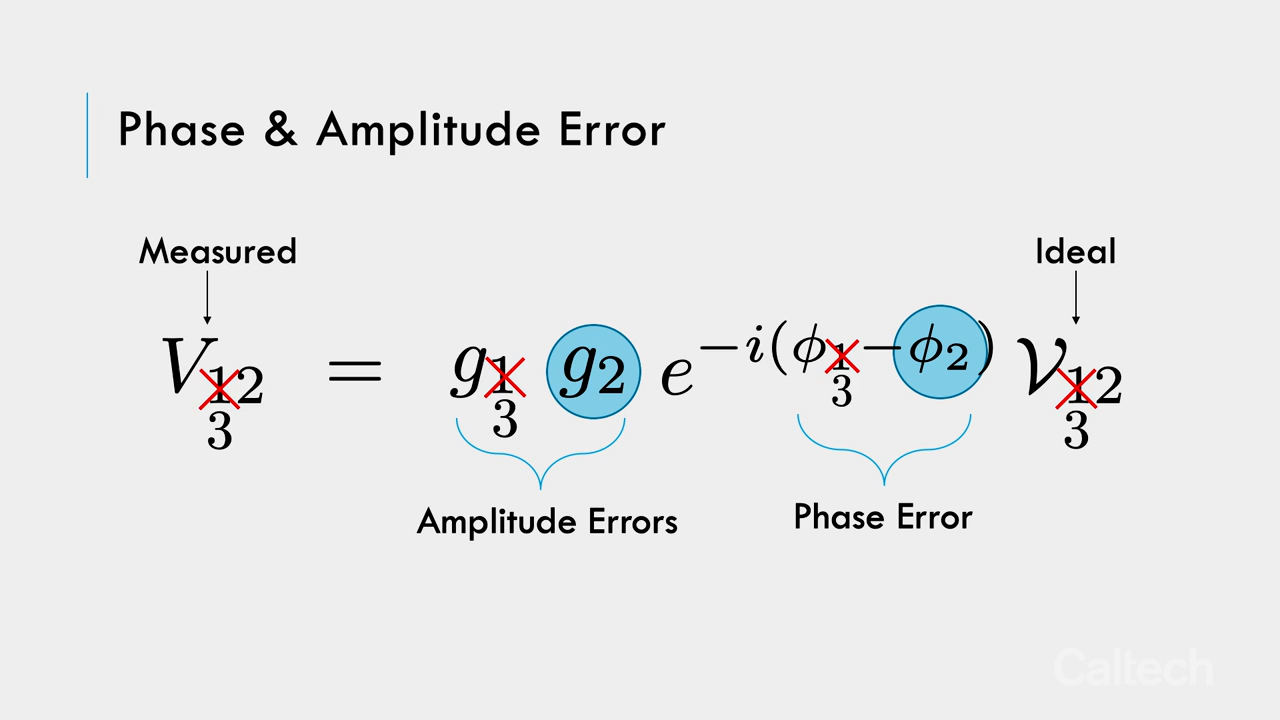 Phase & Amplitude Error
Measured
Ideal
V₁₂ = g₁ g₂ e^{-i(ϕ₁-ϕ₂)} 𝒱₁₂
3 3 3 3
Amplitude Errors
Phase Error
Caltech